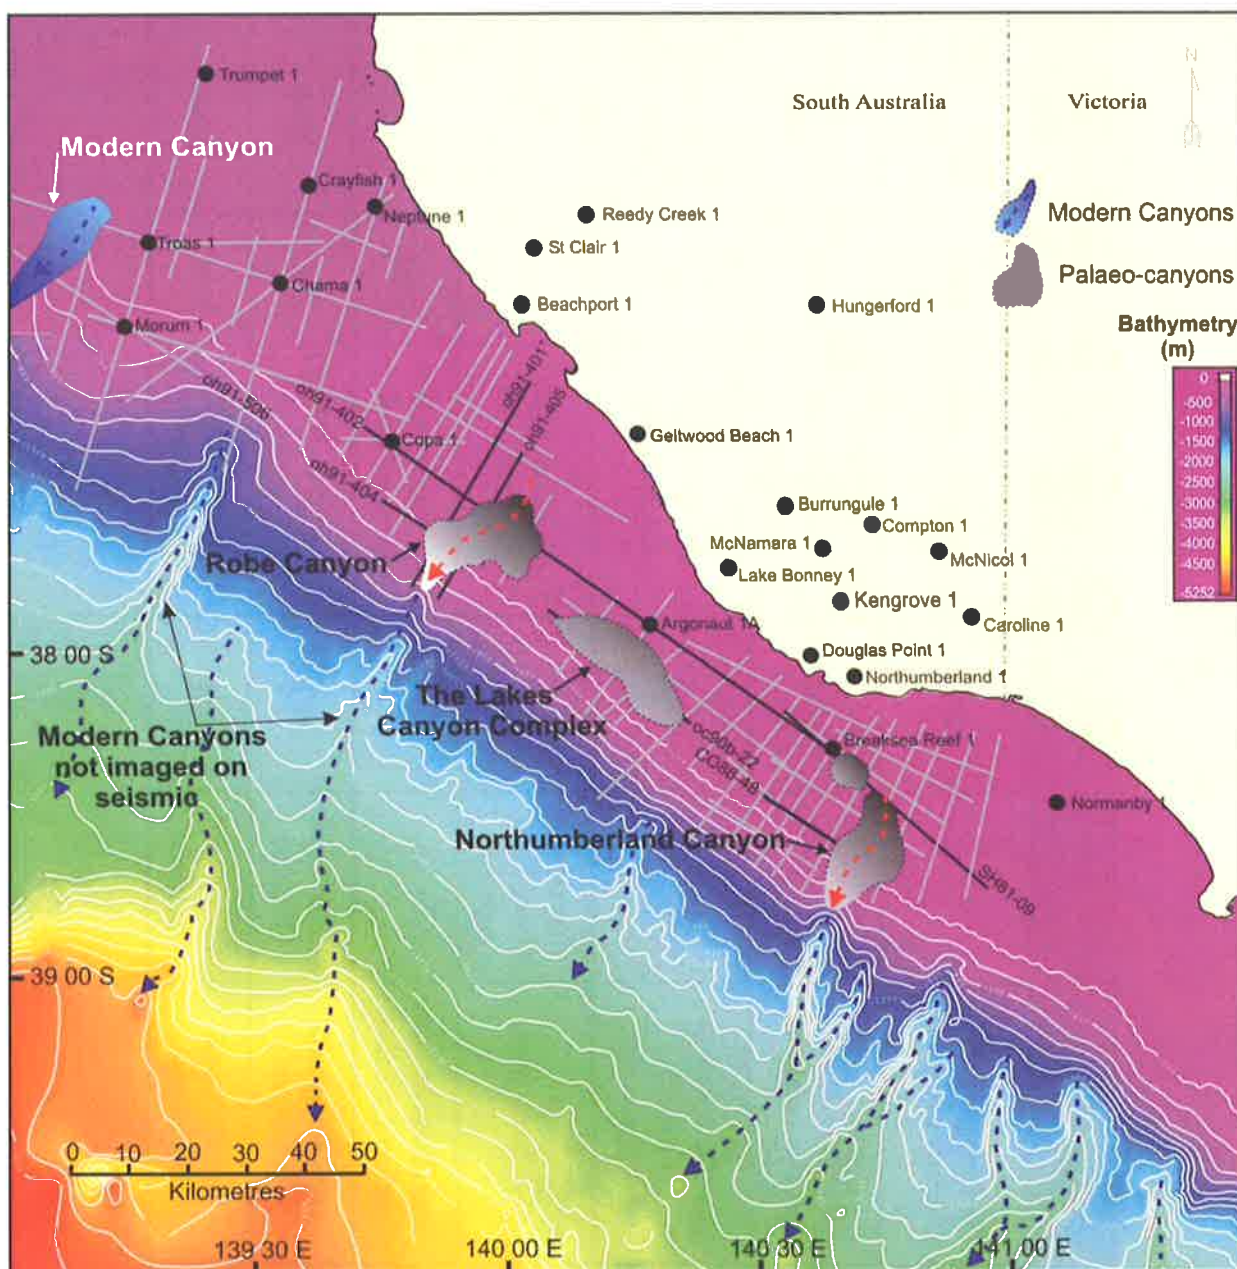 Trumpet 1
South Australia
Victoria
N
Modern Canyon
Crayfish 1
Neptune 1
Reedy Creek 1
Modern Canyons
Troas 1
St Clair 1
Palaeo-canyons
Chama 1
Beachport 1
Hungerford 1
Morum 1
Bathymetry
(m)
0
-500
-1000
-1500
-2000
-2500
-3000
-3500
-4000
-4500
-5252
oh91-401
oh91-405
oh91-402
oh91-506
oh91-404
Copa 1
Geltwood Beach 1
Burrungule 1
Compton 1
McNamara 1
McNicol 1
Robe Canyon
Lake Bonney 1
Kengrove 1
Caroline 1
Argonaut 1A
38 00 S
Douglas Point 1
Northumberland 1
The Lakes
Canyon Complex
Modern Canyons
not imaged on
seismic
oc90b-22
CO88-48
Breaksea Reef 1
Normanby 1
Northumberland Canyon
SH81-09
39 00 S
0 10 20 30 40 50
Kilometres
139 30 E
140 00 E
140 30 E
141 00 E